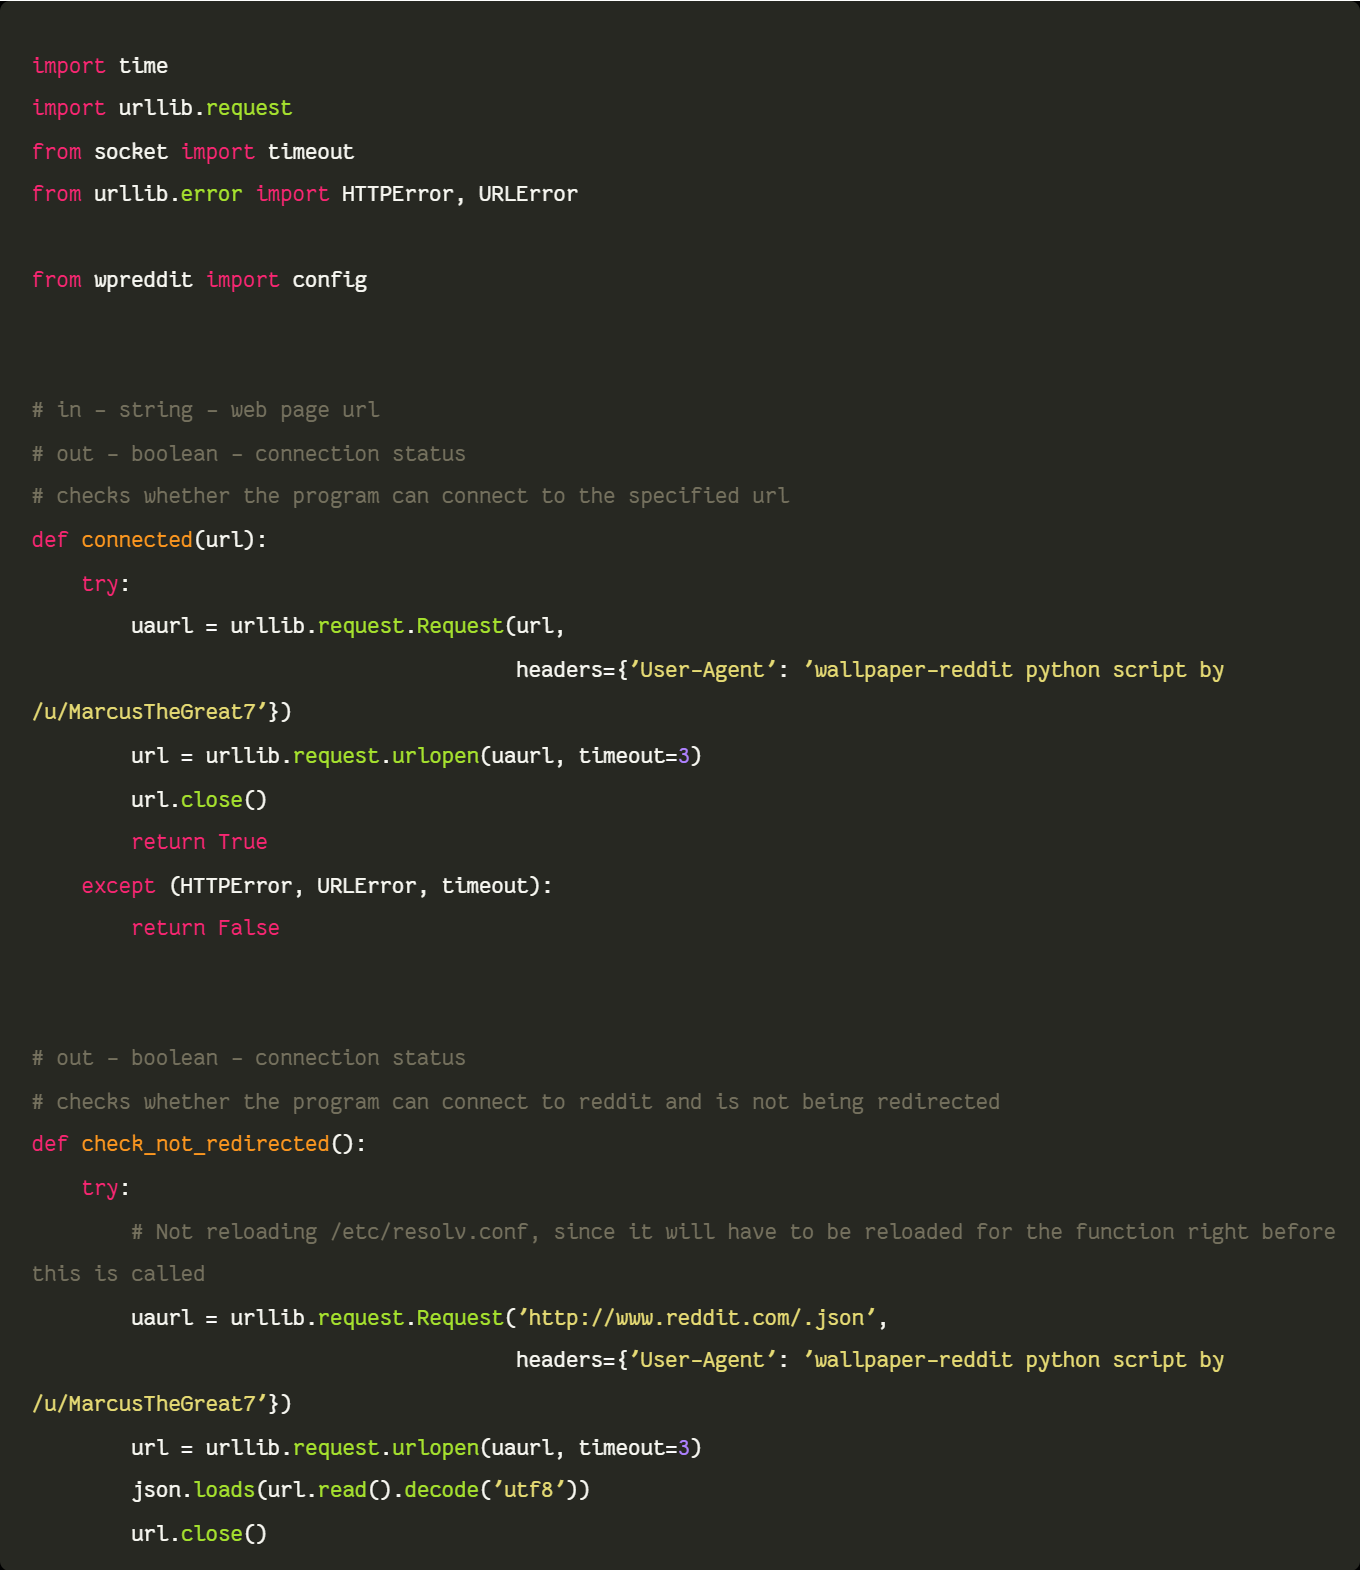 import time
import urllib.request
from socket import timeout
from urllib.error import HTTPError, URLError

from wpreddit import config


# in - string - web page url
# out - boolean - connection status
# checks whether the program can connect to the specified url
def connected(url):
    try:
        uaurl = urllib.request.Request(url,
                                       headers={'User-Agent': 'wallpaper-reddit python script by
/u/MarcusTheGreat7'})
        url = urllib.request.urlopen(uaurl, timeout=3)
        url.close()
        return True
    except (HTTPError, URLError, timeout):
        return False


# out - boolean - connection status
# checks whether the program can connect to reddit and is not being redirected
def check_not_redirected():
    try:
        # Not reloading /etc/resolv.conf, since it will have to be reloaded for the function right before
this is called
        uaurl = urllib.request.Request('http://www.reddit.com/.json',
                                       headers={'User-Agent': 'wallpaper-reddit python script by
/u/MarcusTheGreat7'})
        url = urllib.request.urlopen(uaurl, timeout=3)
        json.loads(url.read().decode('utf8'))
        url.close()